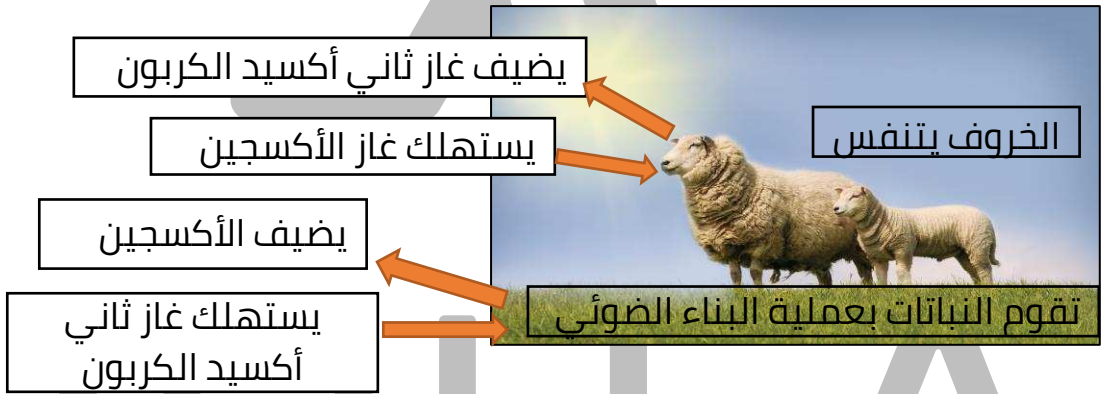 يضيف غاز ثاني أكسيد الكربون
الخروف يتنفس
يستهلك غاز الأكسجين
يضيف الأكسجين
تقوم النباتات بعملية البناء الضوئي
يستهلك غاز ثاني
أكسيد الكربون